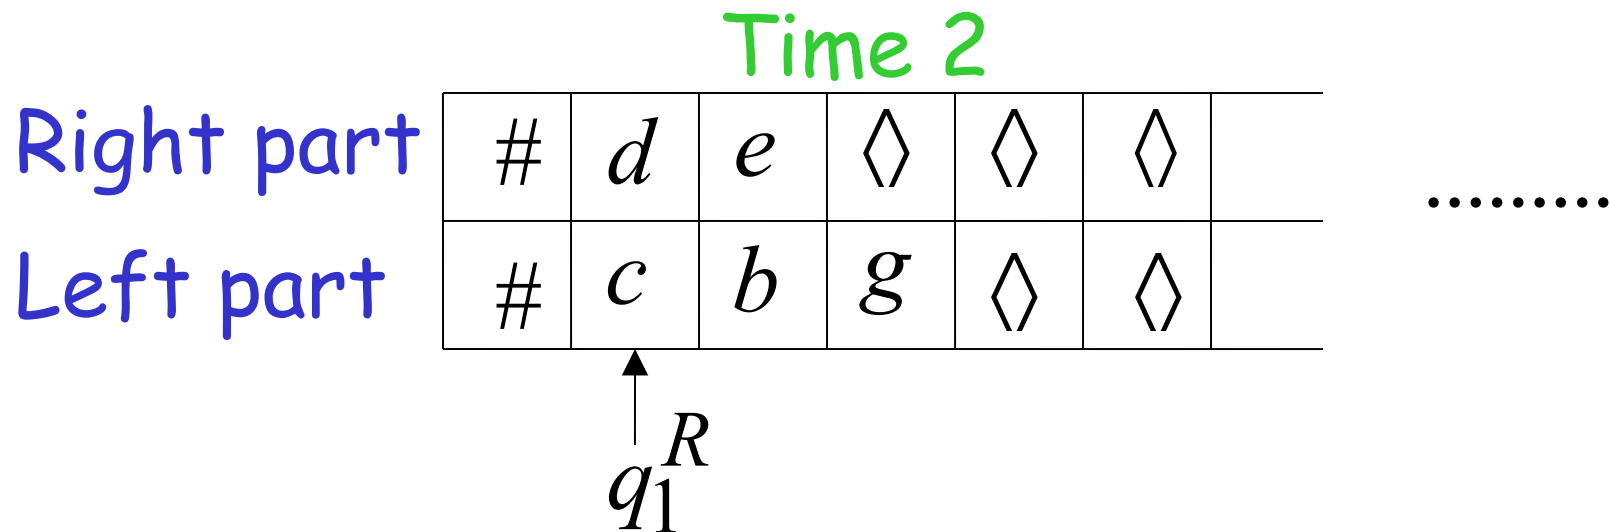 Time 2
Right part # d e ◊ ◊ ◊ .........
Left part # c b g ◊ ◊
q₁ᴿ